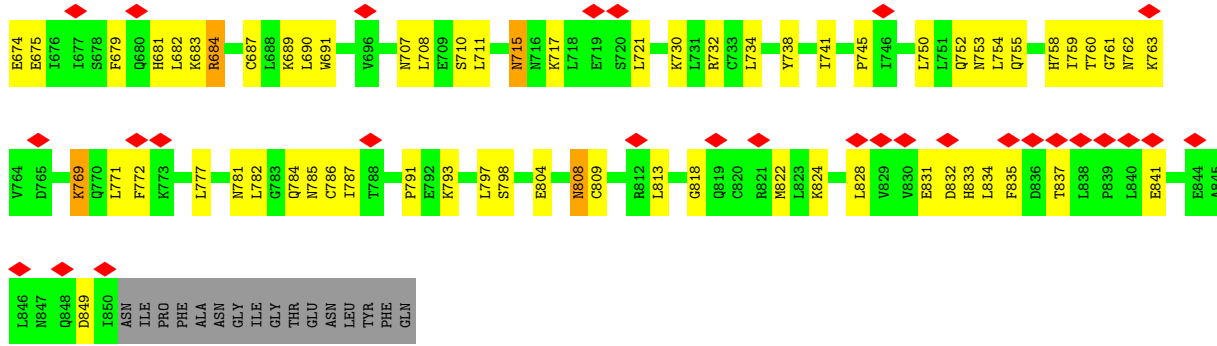 E674 E675 I676 I677 S678 F679 Q680 H681 L682 K683 R684 C687 L688 K689 L690 W691 V696 N707 L708 E709 S710 L711 N715 N716 K717 L718 E719 S720 L721 K730 L731 R732 C733 L734 Y738 I741 P745 I746 L750 L751 Q752 N753 L754 Q755 H758 I759 T760 G761 N762 K763
V764 D765 K769 Q770 L771 F772 K773 L777 N781 L782 G783 Q784 N785 C786 I787 T788 P791 E792 K793 L797 S798 E804 N808 C809 R812 L813 G818 Q819 C820 R821 M822 L823 K824 L828 V829 V830 E831 D832 H833 L834 F835 D836 T837 L838 P839 L840 E841 E844 A845
L846 N847 Q848 D849 I850 ASN ILE PRO PHE ALA ASN GLY ILE GLY THR GLU ASN LEU TYR PHE GLN